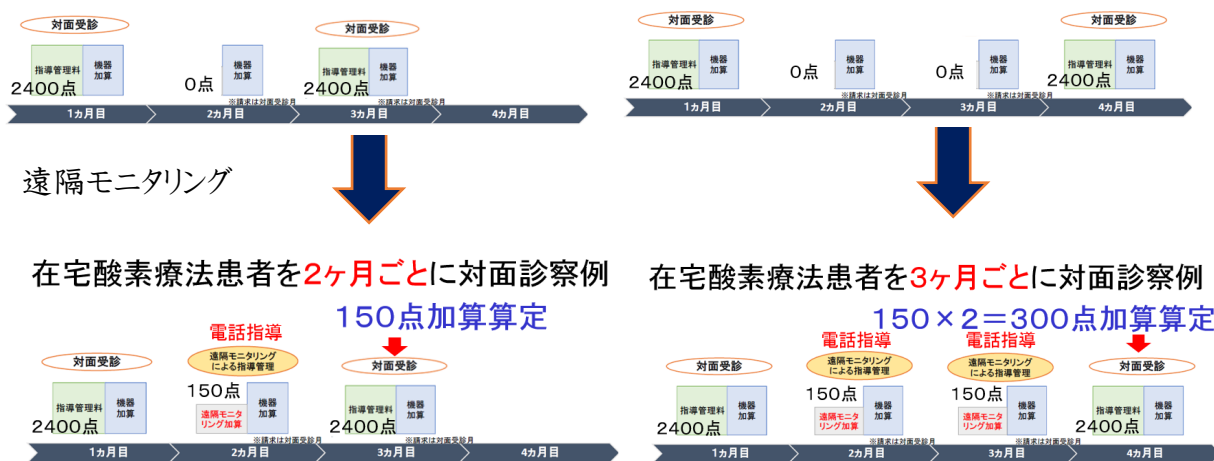 対面受診
指導管理料
機器
加算
2400点
0点
機器
加算
※請求は対面受診月
対面受診
指導管理料
機器
加算
2400点
※請求は対面受診月
1ヵ月目
2ヵ月目
3ヵ月目
4ヵ月目
対面受診
指導管理料
機器
加算
2400点
0点
機器
加算
※請求は対面受診月
0点
機器
加算
※請求は対面受診月
対面受診
指導管理料
機器
加算
2400点
1ヵ月目
2ヵ月目
3ヵ月目
4ヵ月目
遠隔モニタリング
在宅酸素療法患者を2ヶ月ごとに対面診察例
150点加算算定
電話指導
対面受診
遠隔モニタリング
による指導管理
対面受診
指導管理料
機器
加算
2400点
150点
遠隔モニタ
リング加算
機器
加算
※請求は対面受診月
指導管理料
機器
加算
2400点
1ヵ月目
2ヵ月目
3ヵ月目
4ヵ月目
在宅酸素療法患者を3ヶ月ごとに対面診察例
150×2=300点加算算定
電話指導
電話指導
対面受診
遠隔モニタリング
による指導管理
遠隔モニタリング
による指導管理
対面受診
指導管理料
機器
加算
2400点
150点
遠隔モニタ
リング加算
機器
加算
※請求は対面受診月
150点
遠隔モニタ
リング加算
機器
加算
※請求は対面受診月
指導管理料
機器
加算
2400点
1ヵ月目
2ヵ月目
3ヵ月目
4ヵ月目